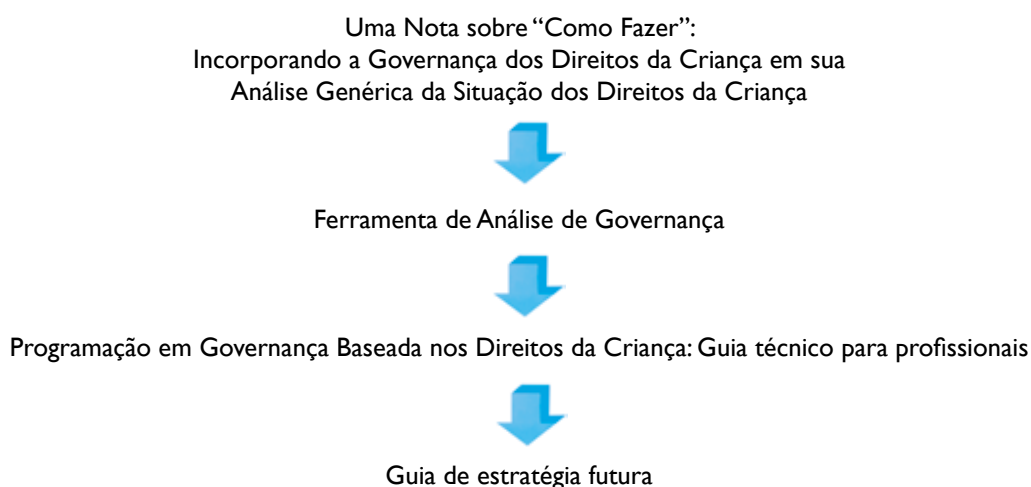 Uma Nota sobre “Como Fazer”:
Incorporando a Governança dos Direitos da Criança em sua
Análise Genérica da Situação dos Direitos da Criança
Ferramenta de Análise de Governança
Programação em Governança Baseada nos Direitos da Criança: Guia técnico para profissionais
Guia de estratégia futura